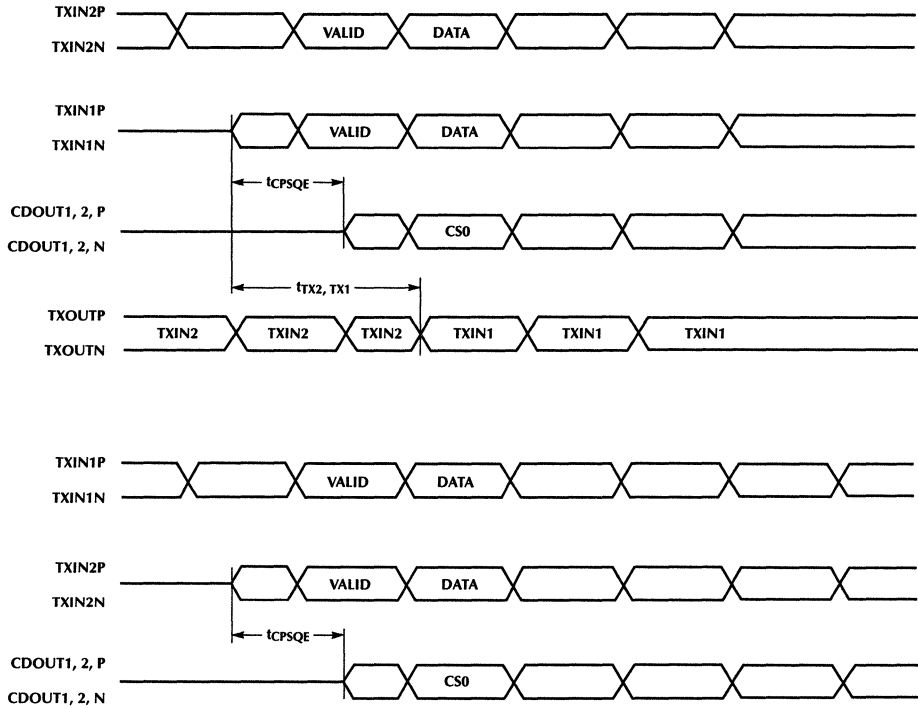 TXIN2P
VALID DATA
TXIN2N
TXIN1P
VALID DATA
TXIN1N
tCPSQE
CDOUT1, 2, P
CS0
CDOUT1, 2, N
tTX2, TX1
TXOUTP
TXIN2 TXIN2 TXIN2 TXIN1 TXIN1 TXIN1
TXOUTN
TXIN1P
VALID DATA
TXIN1N
TXIN2P
VALID DATA
TXIN2N
tCPSQE
CDOUT1, 2, P
CS0
CDOUT1, 2, N